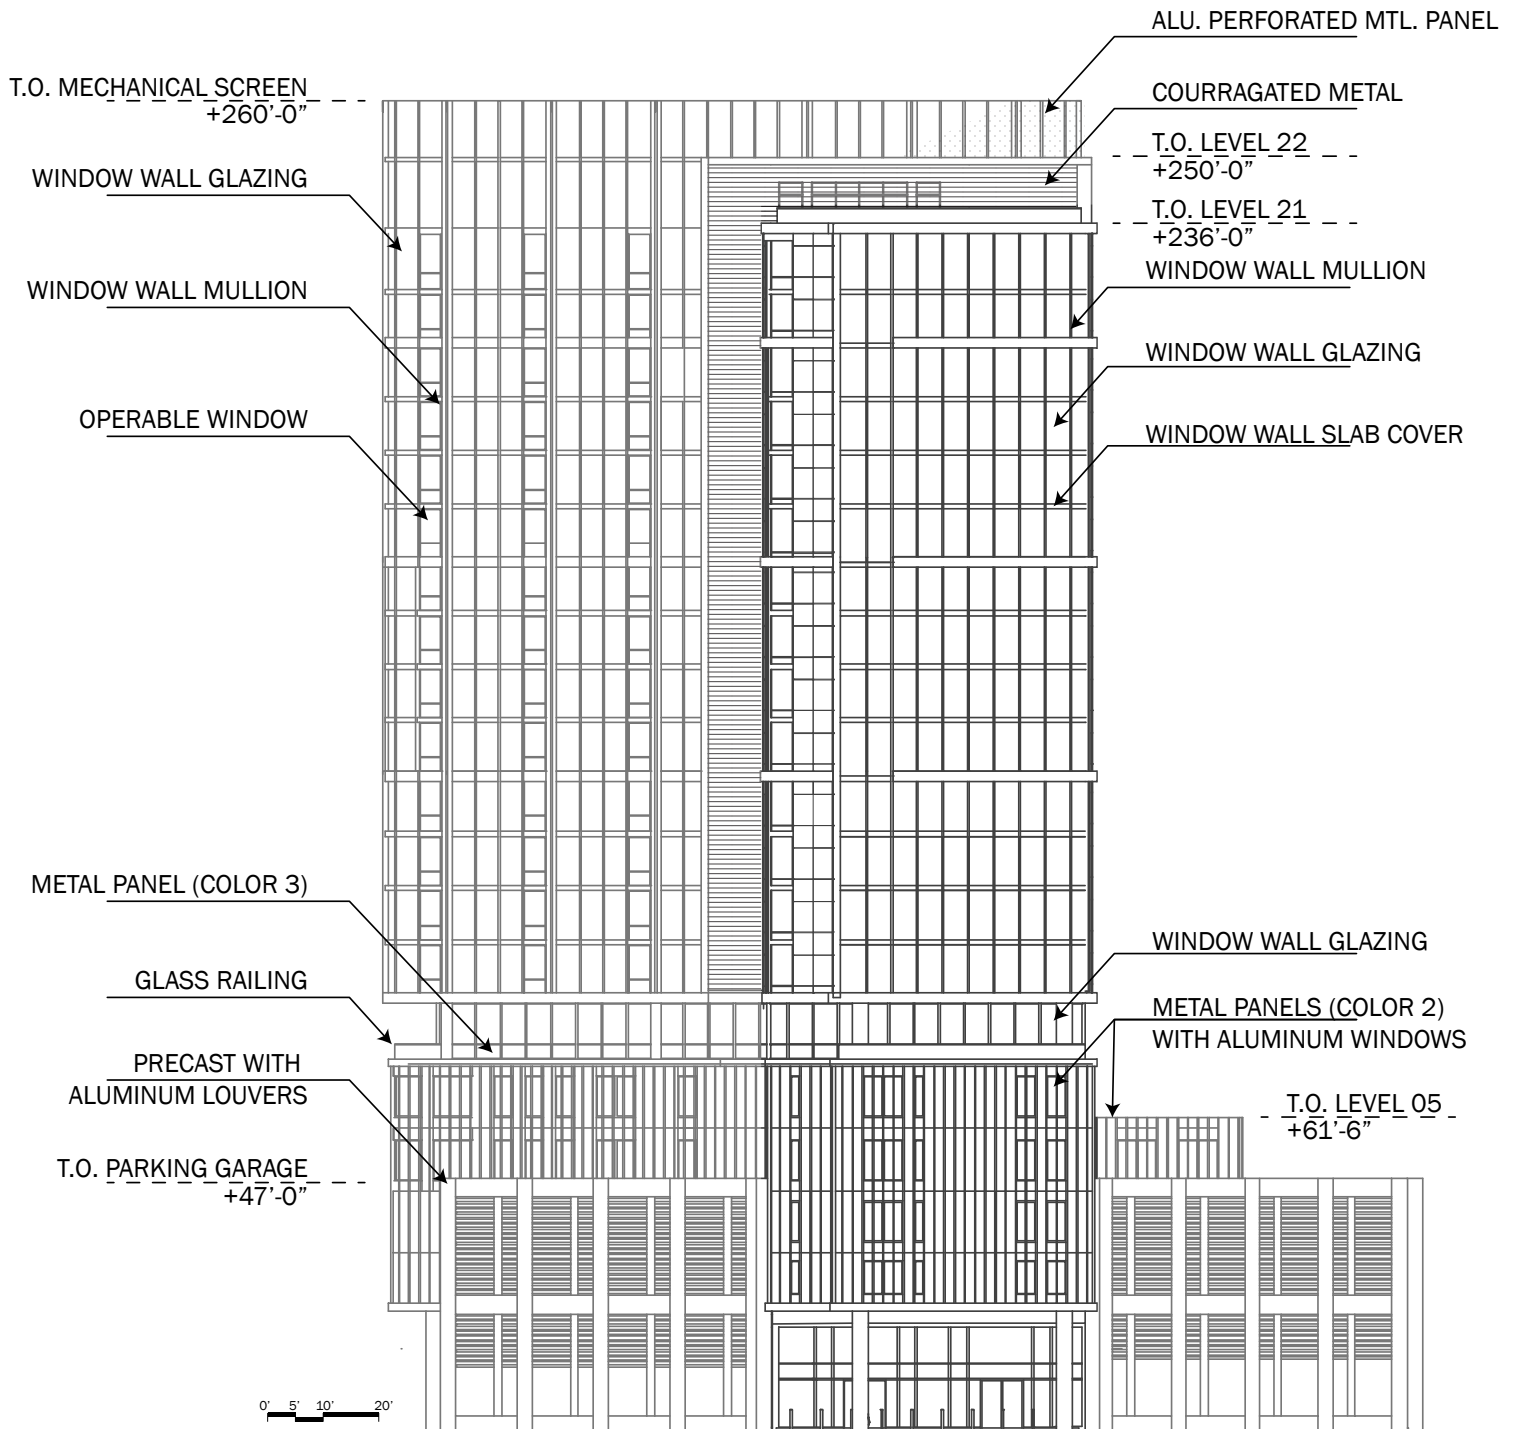 ALU. PERFORATED MTL. PANEL
T.O. MECHANICAL SCREEN
+260'-0"
COURRAGATED METAL
T.O. LEVEL 22
+250'-0"
WINDOW WALL GLAZING
T.O. LEVEL 21
+236'-0"
WINDOW WALL MULLION
WINDOW WALL MULLION
WINDOW WALL GLAZING
OPERABLE WINDOW
WINDOW WALL SLAB COVER
METAL PANEL (COLOR 3)
WINDOW WALL GLAZING
GLASS RAILING
METAL PANELS (COLOR 2)
WITH ALUMINUM WINDOWS
PRECAST WITH
ALUMINUM LOUVERS
T.O. LEVEL 05
+61'-6"
T.O. PARKING GARAGE
+47'-0"
0' 5' 10' 20'